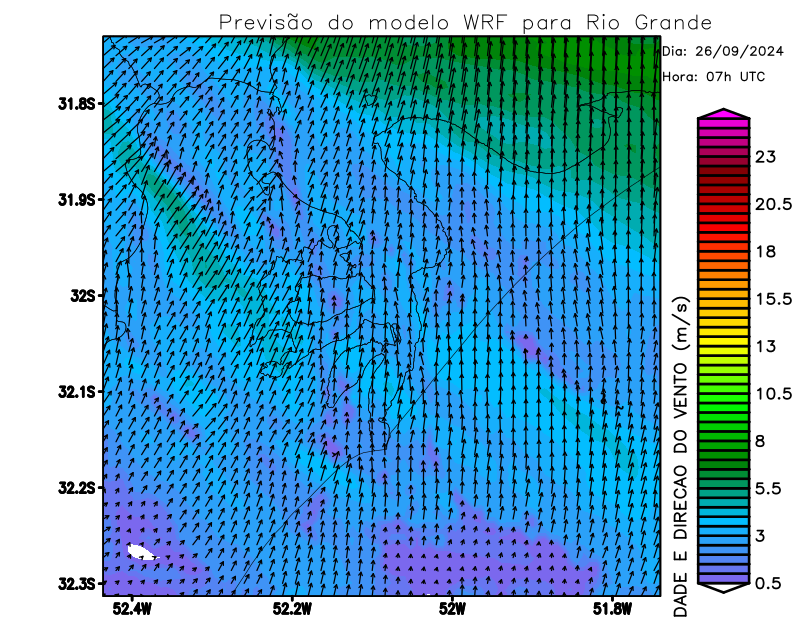 Previsão do modelo WRF para Rio Grande
Dia: 26/09/2024
Hora: 07h UTC
31.8S
31.9S
32S
32.1S
32.2S
32.3S
52.4W
52.2W
52W
51.8W
DADE E DIRECAO DO VENTO (m/s)
23
20.5
18
15.5
13
10.5
8
5.5
3
0.5